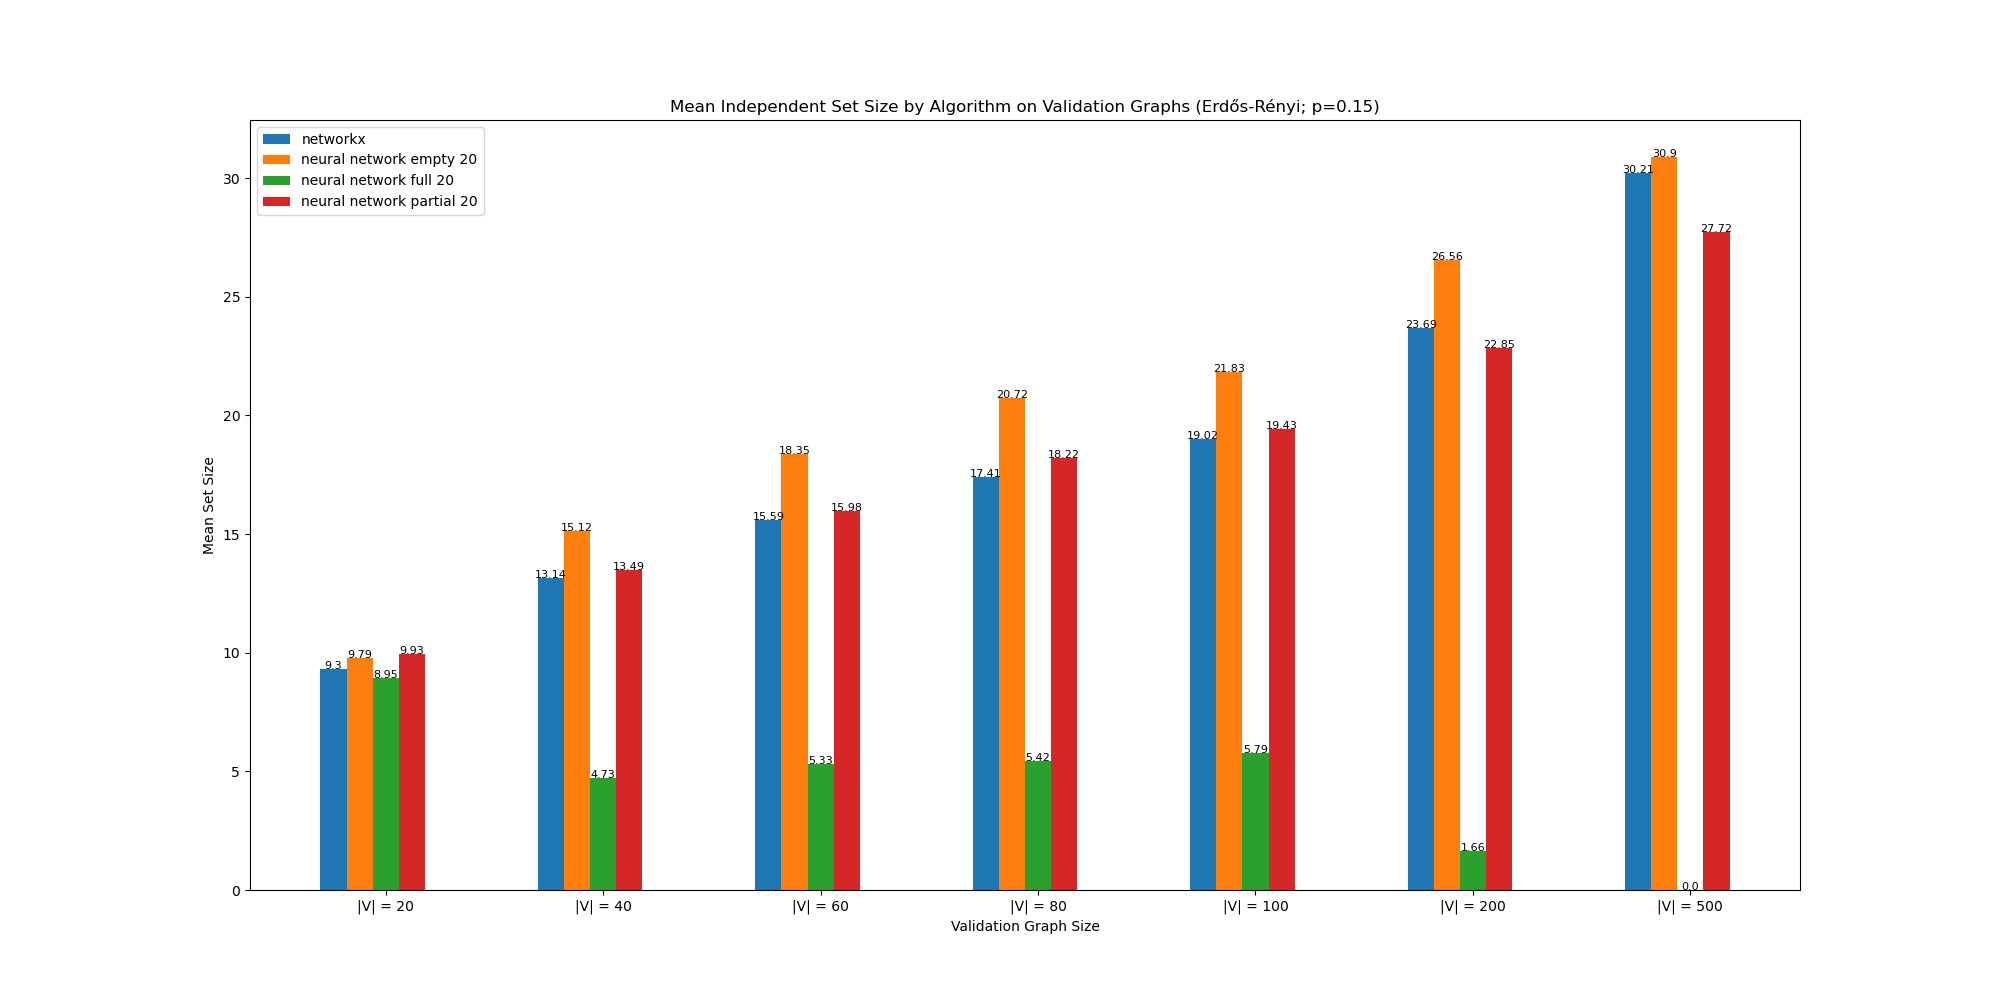 Mean Independent Set Size by Algorithm on Validation Graphs (Erdős-Rényi; p=0.15)
networkx
neural network empty 20
neural network full 20
neural network partial 20
Mean Set Size
30
25
20
15
10
5
0
9.3
9.79
8.95
9.93
13.14
15.12
4.73
13.49
15.59
18.35
5.33
15.98
17.41
20.72
5.42
18.22
19.02
21.83
5.79
19.43
23.69
26.56
1.66
22.85
30.21
30.9
0.0
27.72
|V| = 20
|V| = 40
|V| = 60
|V| = 80
|V| = 100
|V| = 200
|V| = 500
Validation Graph Size